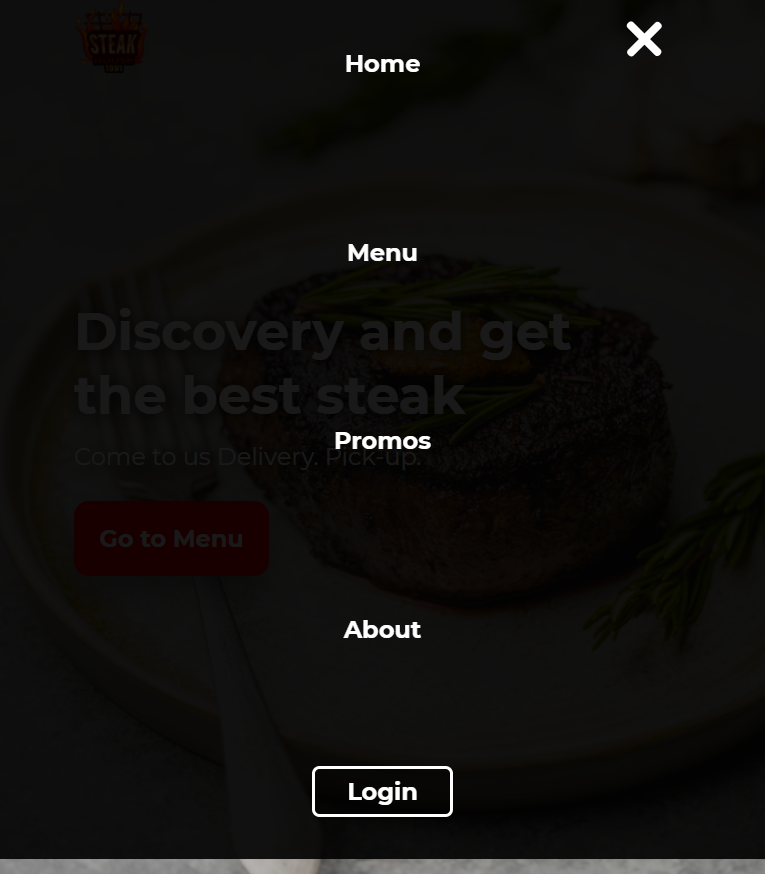 STEAK
Home
Menu
Discovery and get
the best steak
Promos
Come to us Delivery. Pick-up.
Go to Menu
About
Login